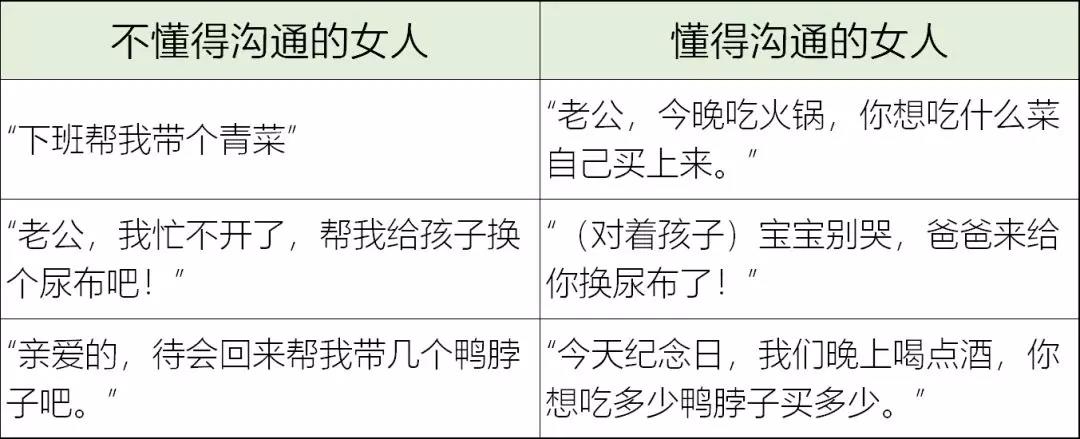 不懂得沟通的女人
懂得沟通的女人
“下班帮我带个青菜”
“老公，今晚吃火锅，你想吃什么菜
自己买上来。”
“老公，我忙不开了，帮我给孩子换
个尿布吧！”
“（对着孩子）宝宝别哭，爸爸来给
你换尿布了！”
“亲爱的，待会回来帮我带几个鸭脖
子吧。”
“今天纪念日，我们晚上喝点酒，你
想吃多少鸭脖子买多少。”